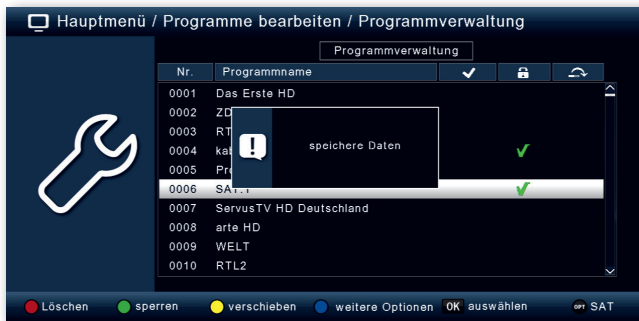 Hauptmenü / Programme bearbeiten / Programmverwaltung
Programmverwaltung
Nr. Programmname
0001 Das Erste HD
0002 ZD
0003 RT
0004
speichere Daten
0005
0006 SAT.1
0007 ServusTV HD Deutschland
0008 arte HD
0009 WELT
0010 RTL2
Löschen sperren verschieben weitere Optionen OK auswählen OPT SAT